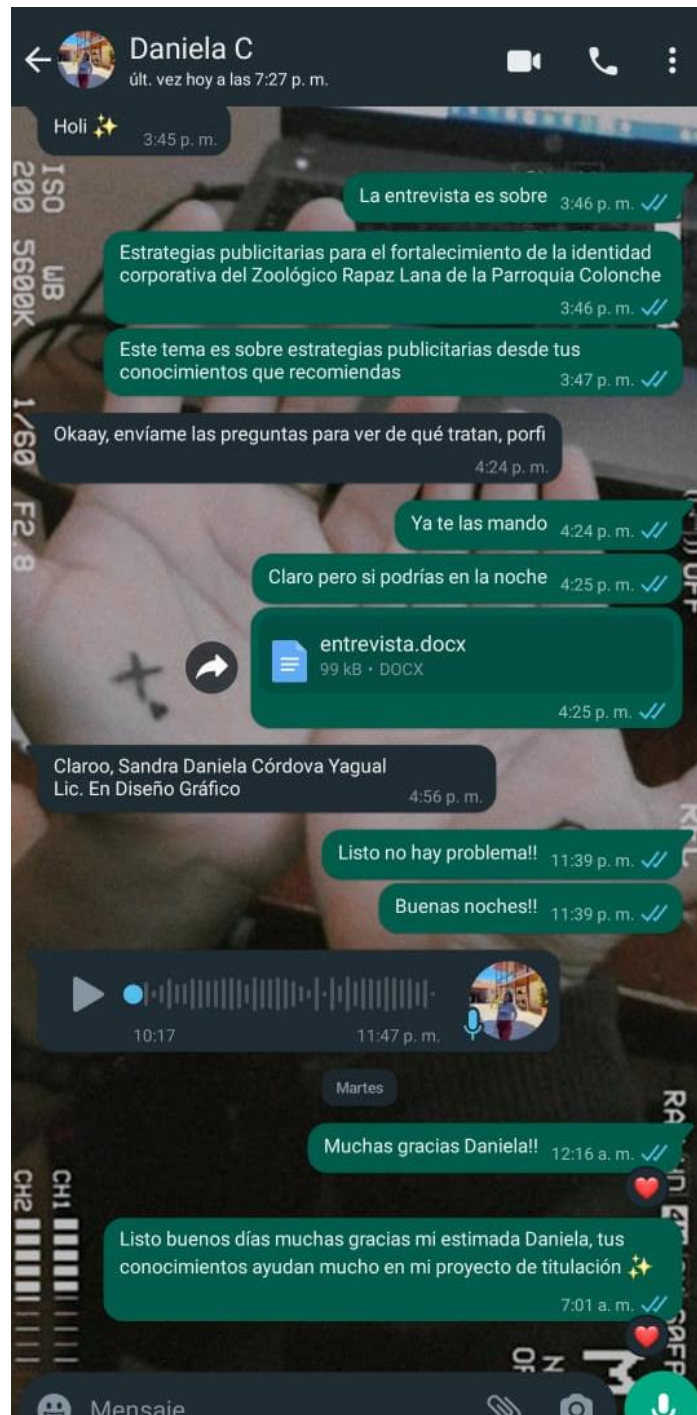 Daniela C
últ. vez hoy a las 7:27 p. m.
Holi ✨
3:45 p. m.
La entrevista es sobre
3:46 p. m.
Estrategias publicitarias para el fortalecimiento de la identidad
corporativa del Zoológico Rapaz Lana de la Parroquia Colonche
3:46 p. m.
Este tema es sobre estrategias publicitarias desde tus
conocimientos que recomiendas
3:47 p. m.
Okaay, envíame las preguntas para ver de qué tratan, porfi
4:24 p. m.
Ya te las mando
4:24 p. m.
Claro pero si podrías en la noche
4:25 p. m.
entrevista.docx
99 kB • DOCX
4:25 p. m.
Claroo, Sandra Daniela Córdova Yagual
Lic. En Diseño Gráfico
4:56 p. m.
Listo no hay problema!!
11:39 p. m.
Buenas noches!!
11:39 p. m.
10:17
11:47 p. m.
Martes
Muchas gracias Daniela!!
12:16 a. m.
Listo buenos días muchas gracias mi estimada Daniela, tus
conocimientos ayudan mucho en mi proyecto de titulación ✨
7:01 a. m.
Mensaje
ISO
200
WB
5600K
1/60
F2.8
OFF
CH1
CH2